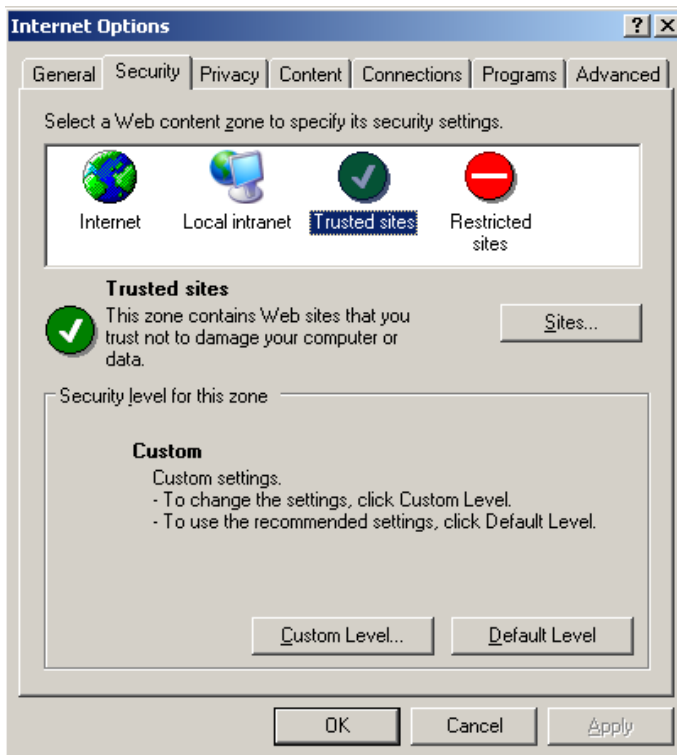 Internet Options
General Security Privacy Content Connections Programs Advanced
Select a Web content zone to specify its security settings.
Internet Local intranet Trusted sites Restricted sites
Trusted sites
This zone contains Web sites that you
trust not to damage your computer or
data.
Sites...
Security level for this zone
Custom
Custom settings.
- To change the settings, click Custom Level.
- To use the recommended settings, click Default Level.
Custom Level... Default Level
OK Cancel Apply